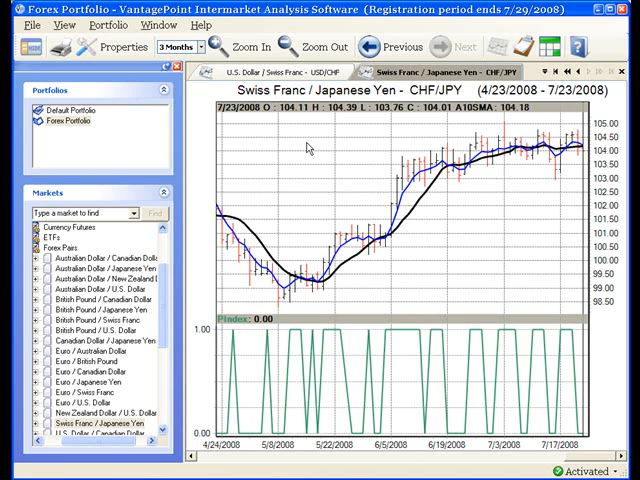 Forex Portfolio - VantagePoint Intermarket Analysis Software (Registration period ends 7/29/2008)
File View Portfolio Window Help
Properties 3 Months Zoom In Zoom Out Previous Next
Portfolios
Default Portfolio
Forex Portfolio
Markets
Type a market to find Find
Currency Futures
ETFs
Forex Pairs
Australian Dollar / Canadian Dolla
Australian Dollar / Japanese Yen
Australian Dollar / New Zealand D
Australian Dollar / U.S. Dollar
British Pound / Canadian Dollar
British Pound / Japanese Yen
British Pound / Swiss Franc
British Pound / U.S. Dollar
Canadian Dollar / Japanese Yen
Euro / Australian Dollar
Euro / British Pound
Euro / Canadian Dollar
Euro / Japanese Yen
Euro / Swiss Franc
Euro / U.S. Dollar
New Zealand Dollar / U.S. Dollar
Swiss Franc / Japanese Yen
U.S. Dollar / Canadian Dollar
U.S. Dollar / Swiss Franc - USD/CHF
Swiss Franc / Japanese Yen - CHF/JPY
Swiss Franc / Japanese Yen - CHF/JPY (4/23/2008 - 7/23/2008)
7/23/2008 O : 104.11 H : 104.39 L : 103.76 C : 104.01 A10SMA : 104.18
105.00
104.50
104.00
103.50
103.00
102.50
102.00
101.50
101.00
100.50
100.00
99.50
99.00
98.50
PIndex: 0.00
1.00
0.00
4/24/2008 5/8/2008 5/22/2008 6/5/2008 6/19/2008 7/3/2008 7/17/2008
Activated